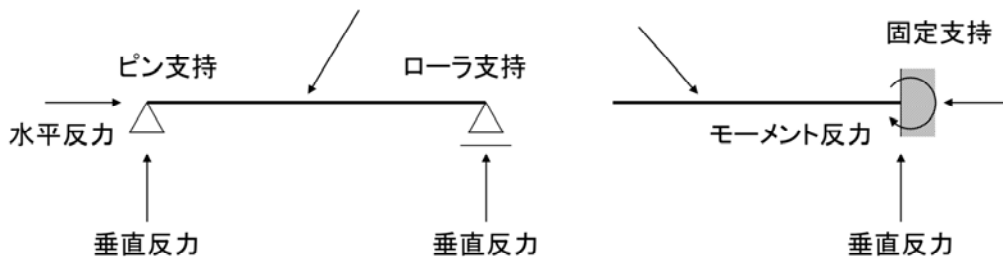 固定支持
ピン支持
ローラ支持
水平反力
モーメント反力
垂直反力
垂直反力
垂直反力